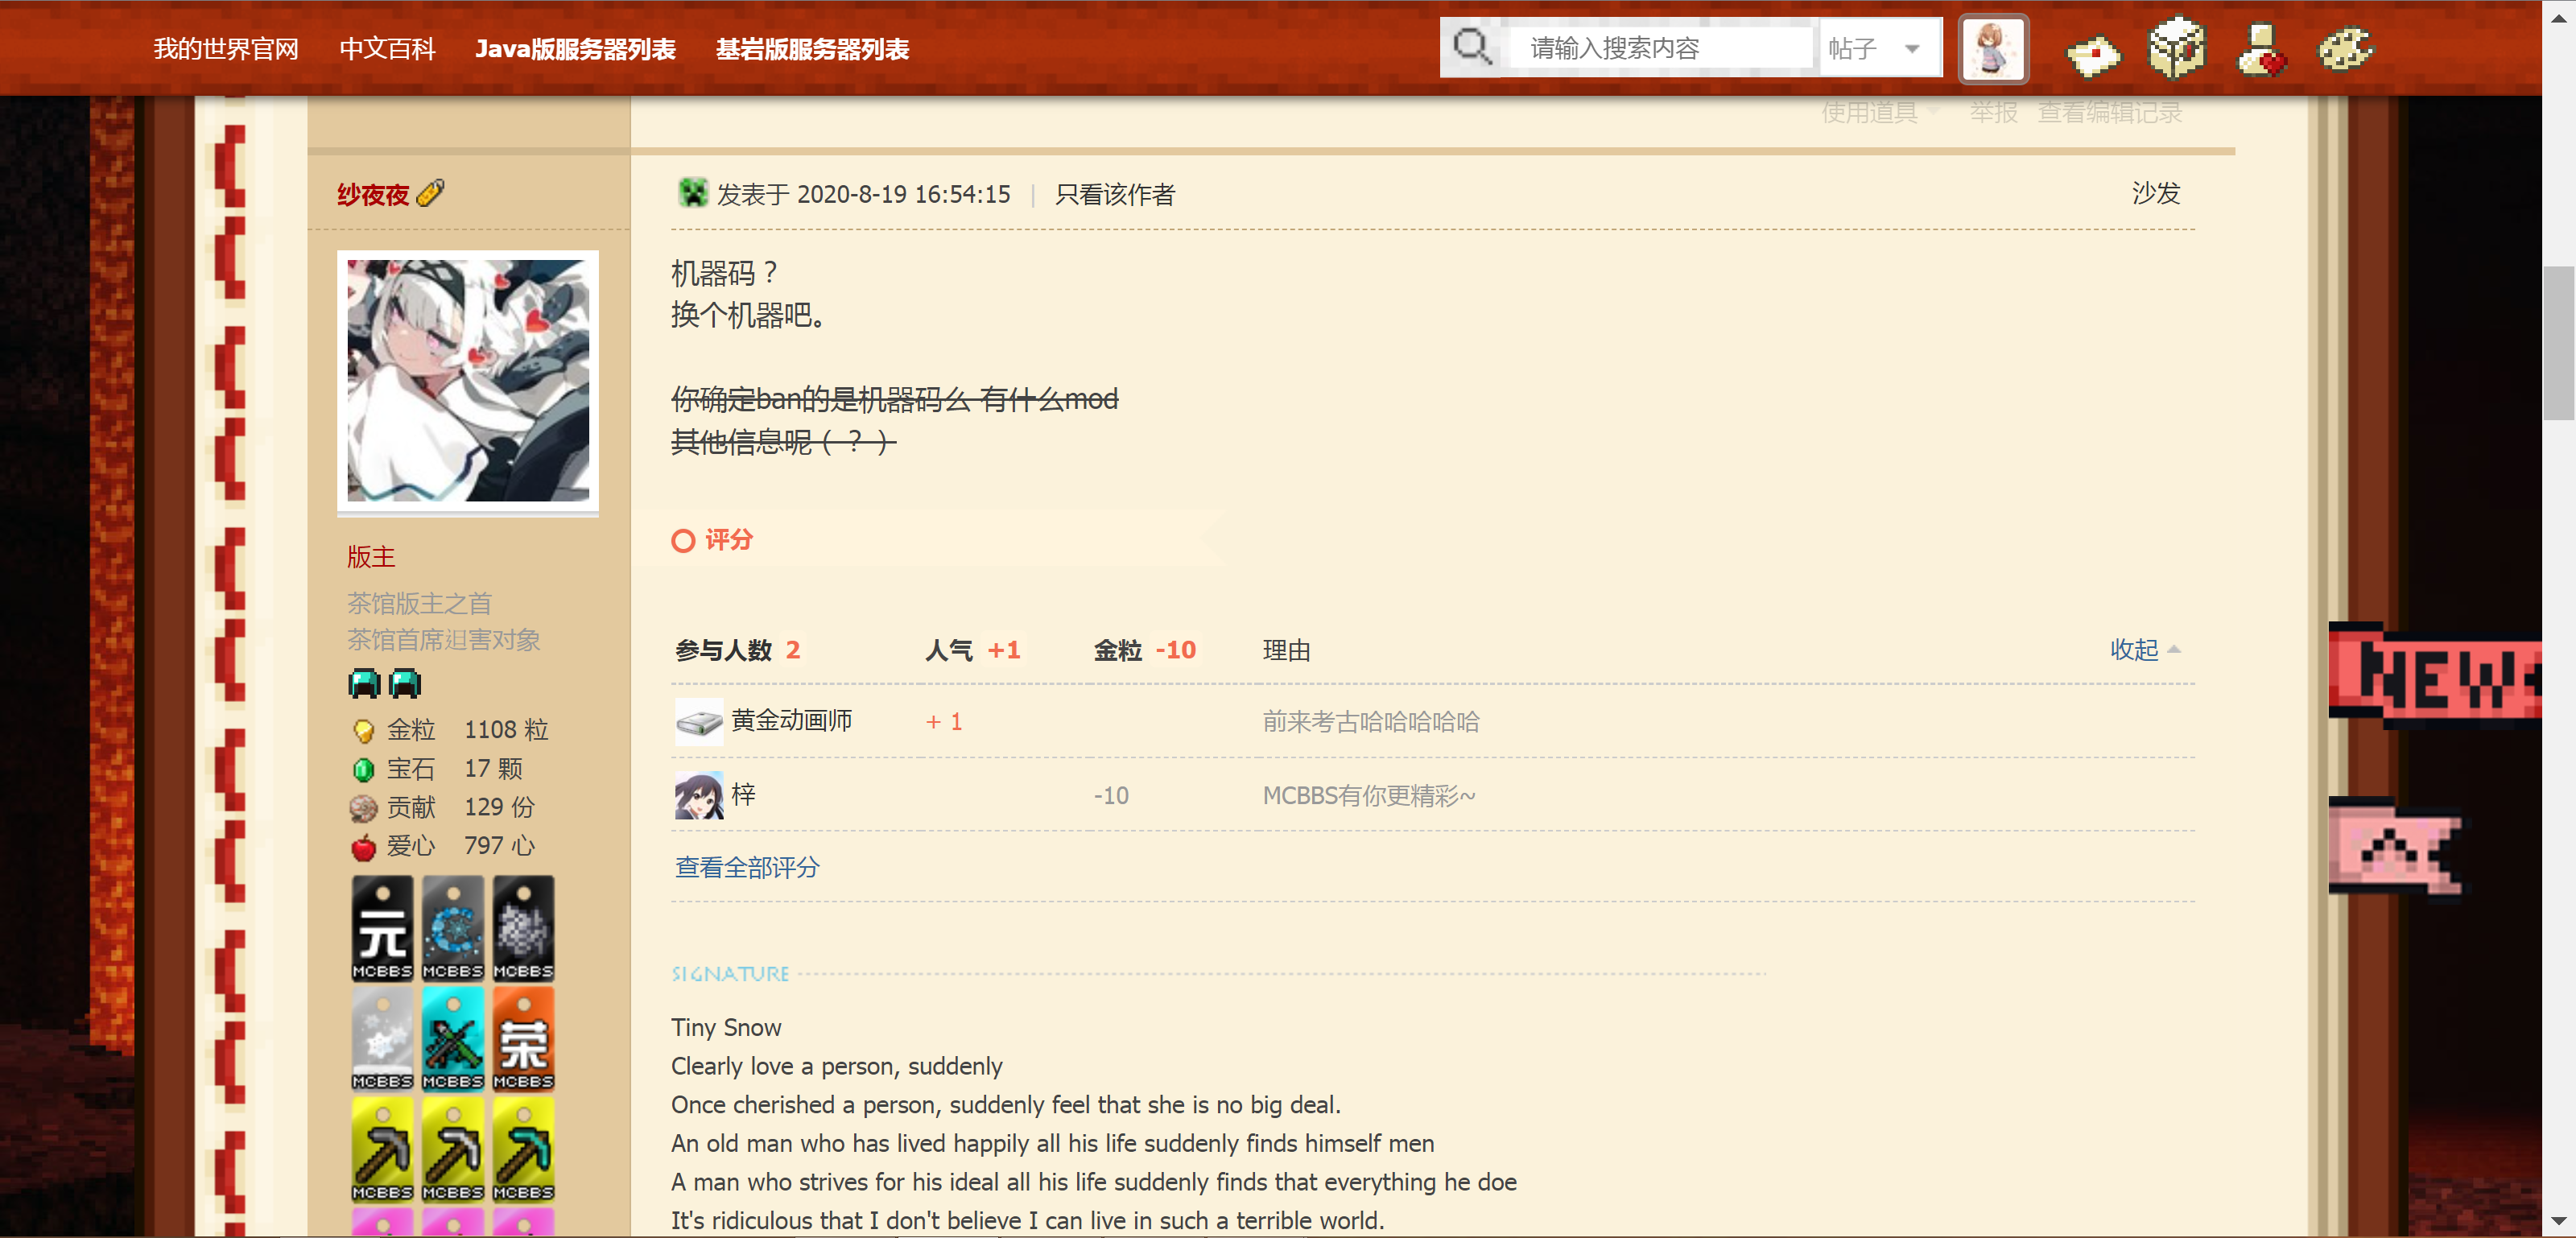 我的世界官网 中文百科 Java版服务器列表 基岩版服务器列表 请输入搜索内容 帖子
使用道具 举报 查看编辑记录
纱夜夜
发表于 2020-8-19 16:54:15 | 只看该作者 沙发
机器码？
换个机器吧。
你确定ban的是机器码么 有什么mod
其他信息呢（？）
版主
茶馆版主之首
茶馆首席迌害对象
金粒 1108 粒
宝石 17 颗
贡献 129 份
爱心 797 心
元 MCBBS MCBBS MCBBS
MCBBS MCBBS 荣 MCBBS
MCBBS MCBBS MCBBS
评分
参与人数 2 人气 +1 金粒 -10 理由 收起
黄金动画师 + 1 前来考古哈哈哈哈哈
梓 -10 MCBBS有你更精彩~
查看全部评分
SIGNATURE
Tiny Snow
Clearly love a person, suddenly
Once cherished a person, suddenly feel that she is no big deal.
An old man who has lived happily all his life suddenly finds himself men
A man who strives for his ideal all his life suddenly finds that everything he doe
It's ridiculous that I don't believe I can live in such a terrible world.
NEW